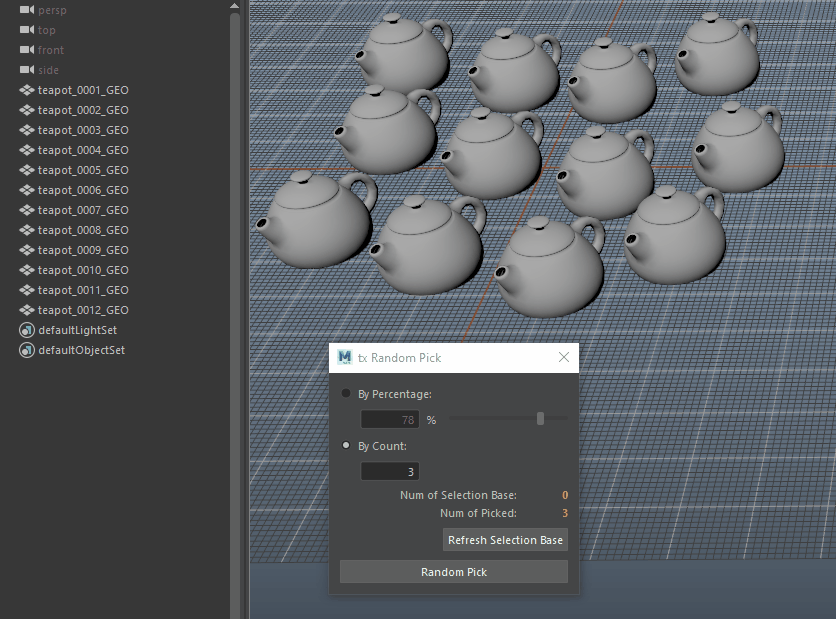 persp
top
front
side
teapot_0001_GEO
teapot_0002_GEO
teapot_0003_GEO
teapot_0004_GEO
teapot_0005_GEO
teapot_0006_GEO
teapot_0007_GEO
teapot_0008_GEO
teapot_0009_GEO
teapot_0010_GEO
teapot_0011_GEO
teapot_0012_GEO
defaultLightSet
defaultObjectSet
M tx Random Pick
By Percentage:
78 %
By Count:
3
Num of Selection Base: 0
Num of Picked: 3
Refresh Selection Base
Random Pick